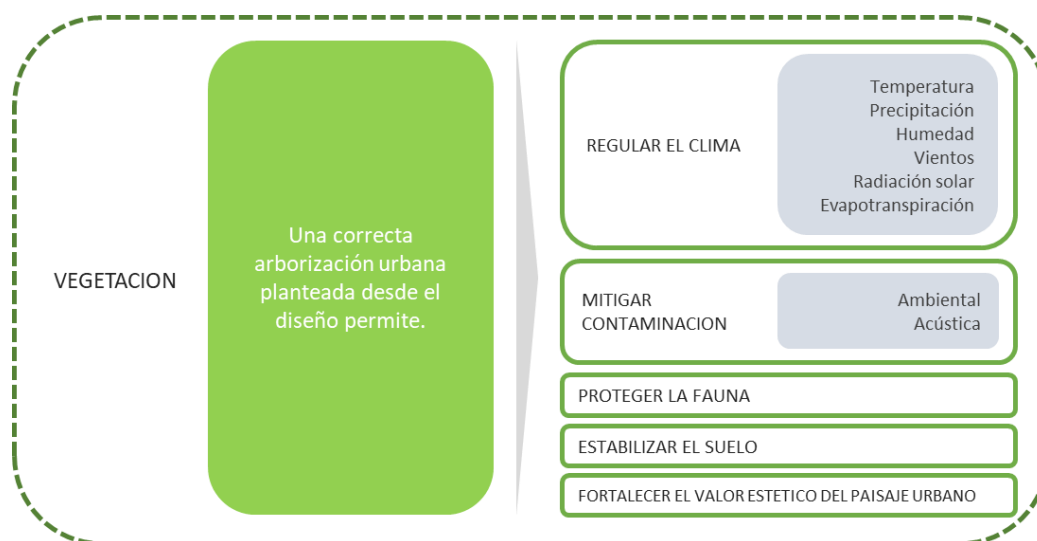 VEGETACION
Una correcta
arborización urbana
planteada desde el
diseño permite.
REGULAR EL CLIMA
Temperatura
Precipitación
Humedad
Vientos
Radiación solar
Evapotranspiración
MITIGAR
CONTAMINACION
Ambiental
Acústica
PROTEGER LA FAUNA
ESTABILIZAR EL SUELO
FORTALECER EL VALOR ESTETICO DEL PAISAJE URBANO